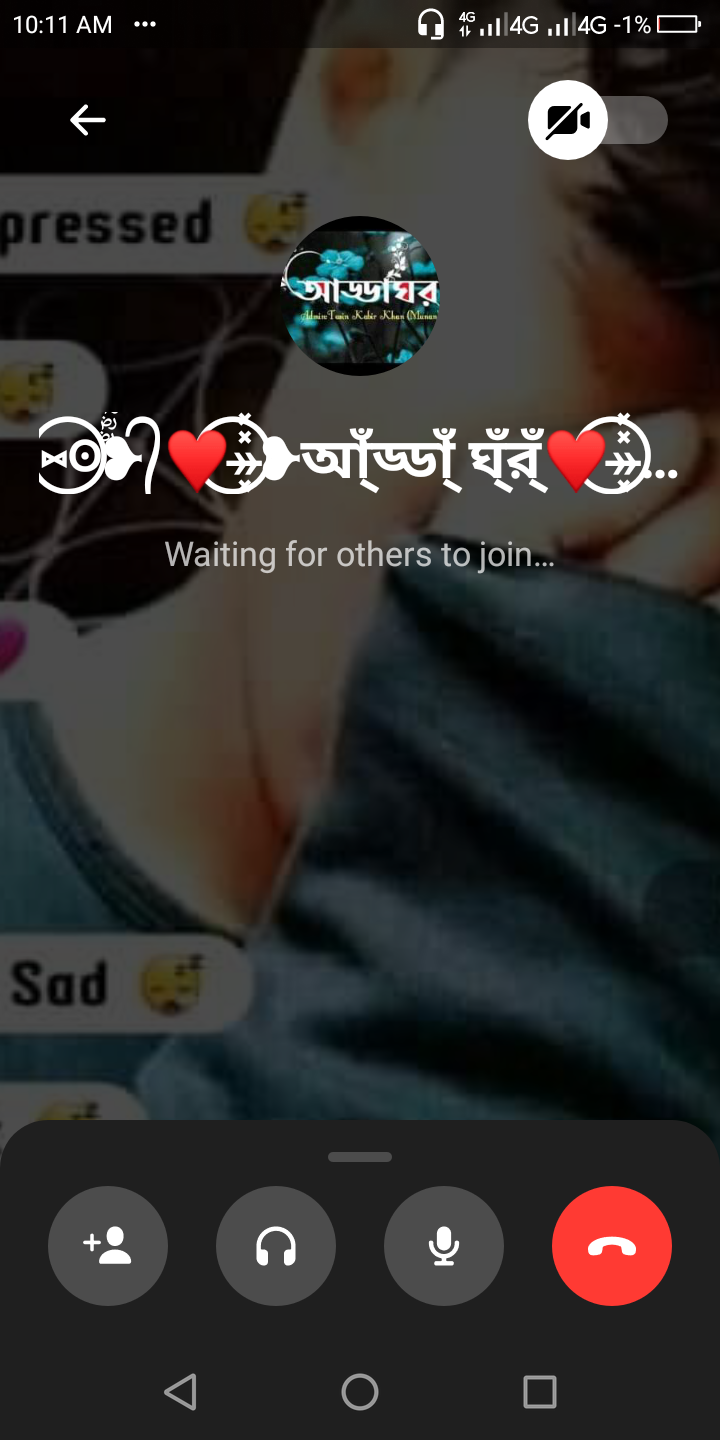 10:11 AM ••• 4G 4G 4G -1%
pressed 😴
আড্ডাঘর
Admin:Tasin Kabir Khan (Munan
❤️আ্ঁড্ডা্ঁ ঘ্ঁর্ঁ❤️...
Waiting for others to join…
Sad 😴